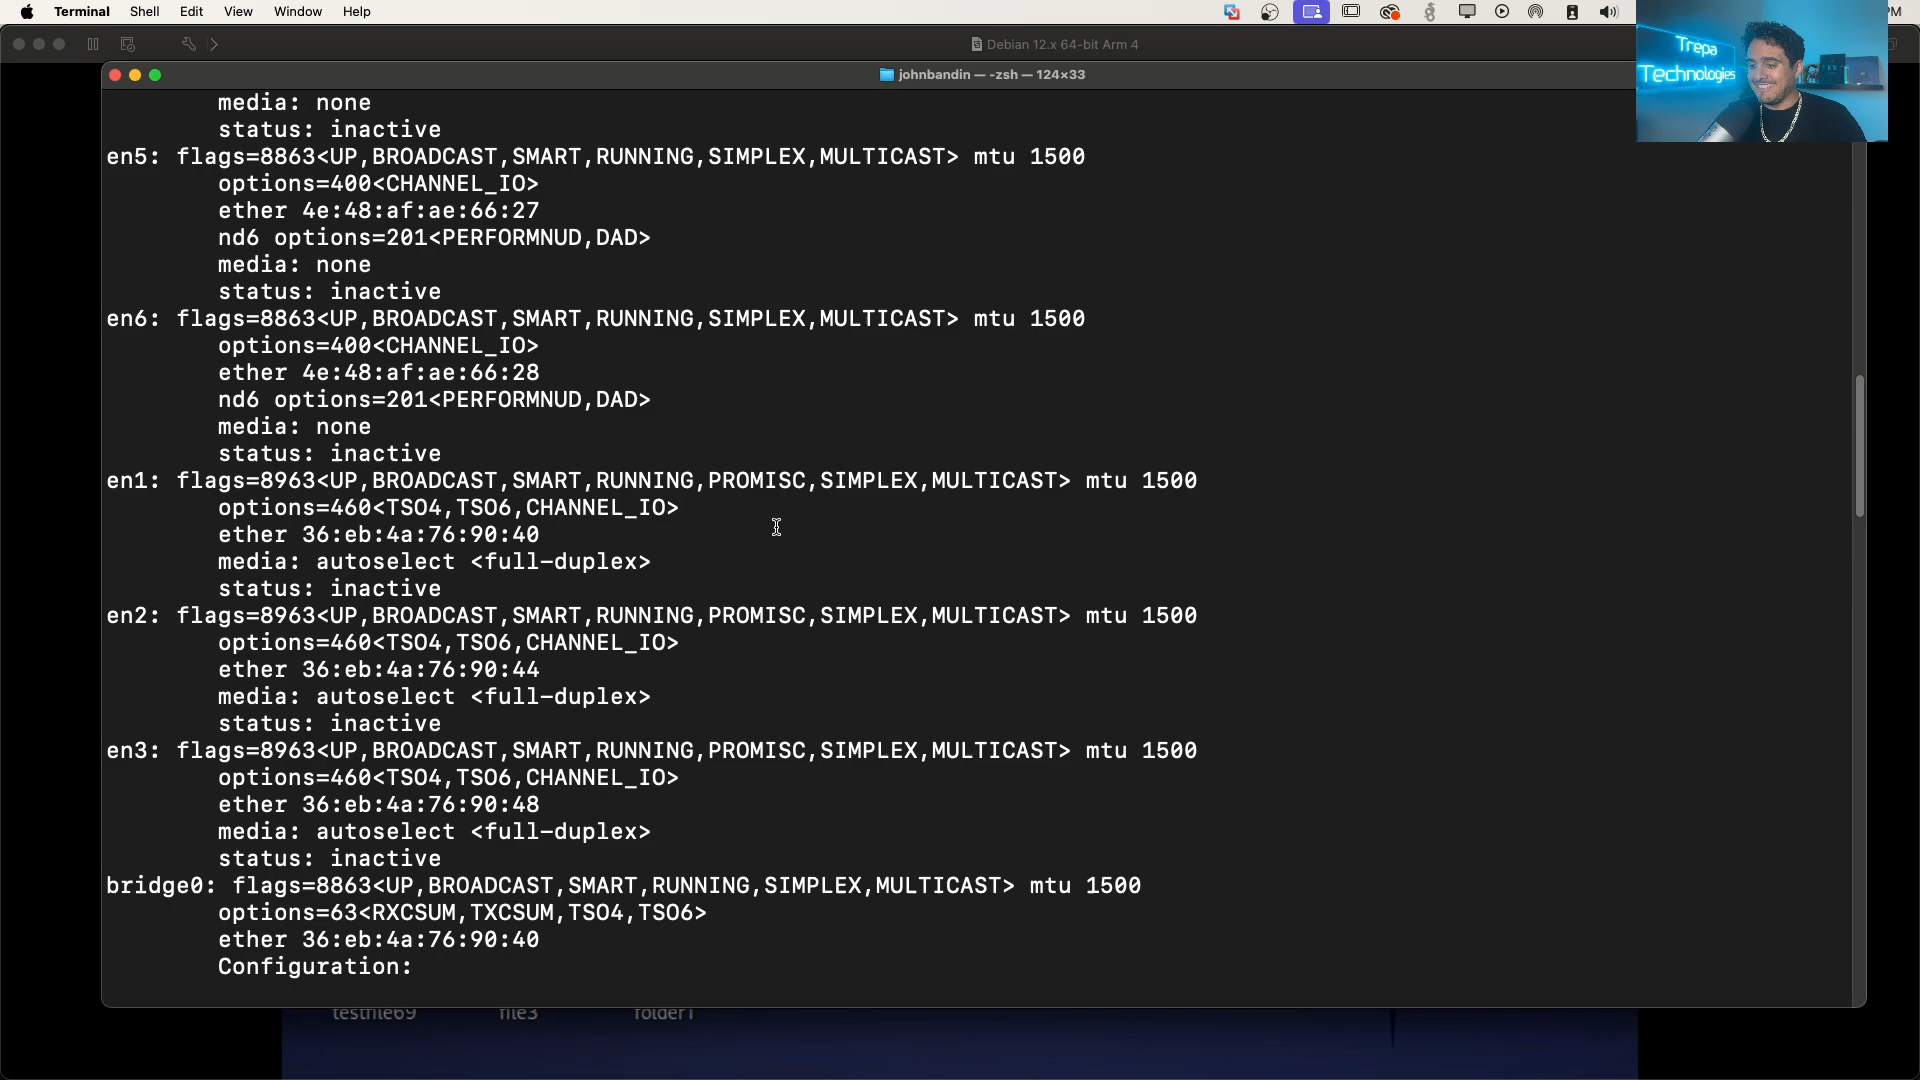 Terminal Shell Edit View Window Help
PM
Debian 12.x 64-bit Arm 4
Trepa
Technologies
johnbandin — -zsh — 124×33
media: none
status: inactive
en5: flags=8863<UP,BROADCAST,SMART,RUNNING,SIMPLEX,MULTICAST> mtu 1500
options=400<CHANNEL_IO>
ether 4e:48:af:ae:66:27
nd6 options=201<PERFORMNUD,DAD>
media: none
status: inactive
en6: flags=8863<UP,BROADCAST,SMART,RUNNING,SIMPLEX,MULTICAST> mtu 1500
options=400<CHANNEL_IO>
ether 4e:48:af:ae:66:28
nd6 options=201<PERFORMNUD,DAD>
media: none
status: inactive
en1: flags=8963<UP,BROADCAST,SMART,RUNNING,PROMISC,SIMPLEX,MULTICAST> mtu 1500
options=460<TSO4,TSO6,CHANNEL_IO>
ether 36:eb:4a:76:90:40
media: autoselect <full-duplex>
status: inactive
en2: flags=8963<UP,BROADCAST,SMART,RUNNING,PROMISC,SIMPLEX,MULTICAST> mtu 1500
options=460<TSO4,TSO6,CHANNEL_IO>
ether 36:eb:4a:76:90:44
media: autoselect <full-duplex>
status: inactive
en3: flags=8963<UP,BROADCAST,SMART,RUNNING,PROMISC,SIMPLEX,MULTICAST> mtu 1500
options=460<TSO4,TSO6,CHANNEL_IO>
ether 36:eb:4a:76:90:48
media: autoselect <full-duplex>
status: inactive
bridge0: flags=8863<UP,BROADCAST,SMART,RUNNING,SIMPLEX,MULTICAST> mtu 1500
options=63<RXCSUM,TXCSUM,TSO4,TSO6>
ether 36:eb:4a:76:90:40
Configuration:
testfile69 file3 folder1